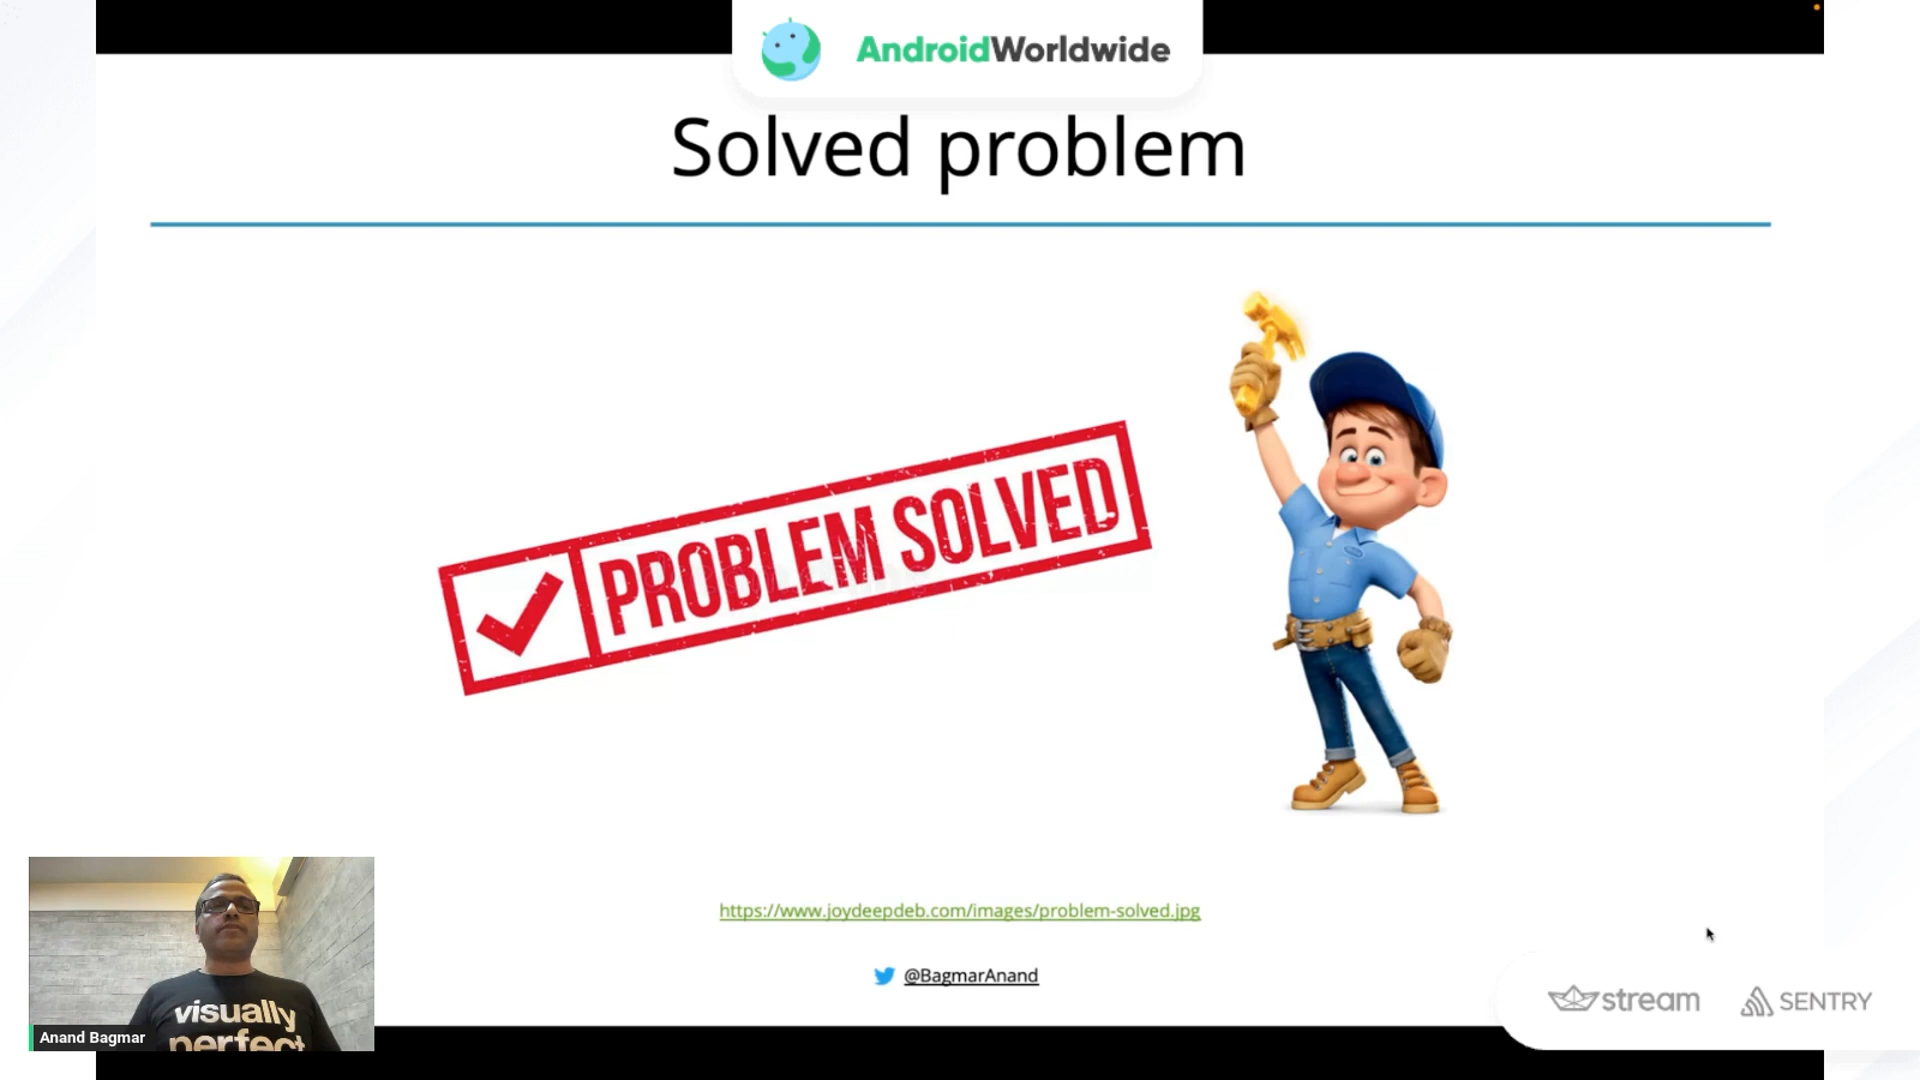 AndroidWorldwide
Solved problem
PROBLEM SOLVED
https://www.joydeepdeb.com/images/problem-solved.jpg
@BagmarAnand
visually
perfect
Anand Bagmar
stream
SENTRY